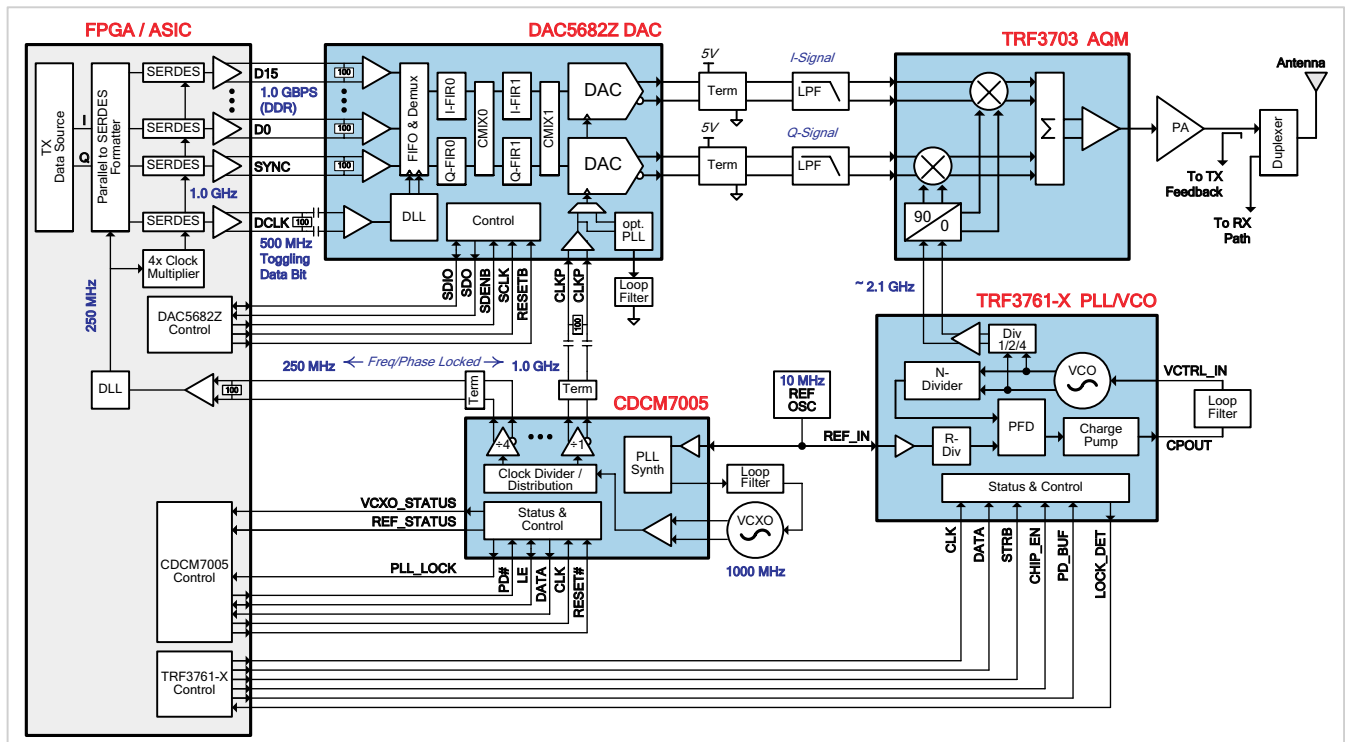 FPGA / ASIC
DAC5682Z DAC
TRF3703 AQM
TX
Data Source
I
Q
Parallel to SERDES
Formatter
SERDES
SERDES
SERDES
SERDES
4x Clock
Multiplier
D15
1.0 GBPS
(DDR)
D0
SYNC
1.0 GHz
DCLK
500 MHz
Toggling
Data Bit
100
100
100
100
FIFO & Demux
I-FIR0
Q-FIR0
CMIX0
I-FIR1
Q-FIR1
CMIX1
DAC
DAC
DLL
Control
opt.
PLL
Loop
Filter
5V
Term
I-Signal
LPF
5V
Term
Q-Signal
LPF
90
0
Σ
PA
Duplexer
Antenna
To TX
Feedback
To RX
Path
250 MHz
DAC5682Z
Control
SDIO
SDO
SDENB
SCLK
RESETB
CLKP
CLKP
100
~ 2.1 GHz
TRF3761-X PLL/VCO
Div
1/2/4
N-
Divider
VCO
VCTRL_IN
Loop
Filter
CPOUT
PFD
Charge
Pump
R-
Div
REF_IN
Status & Control
250 MHz
Freq/Phase Locked
1.0 GHz
DLL
100
Term
Term
CDCM7005
10 MHz
REF
OSC
÷4
÷1
Clock Divider /
Distribution
PLL
Synth
Loop
Filter
VCXO
1000 MHz
Status &
Control
VCXO_STATUS
REF_STATUS
PLL_LOCK
PD#
LE
DATA
CLK
RESET#
CDCM7005
Control
CLK
DATA
STRB
CHIP_EN
PD_BUF
LOCK_DET
TRF3761-X
Control